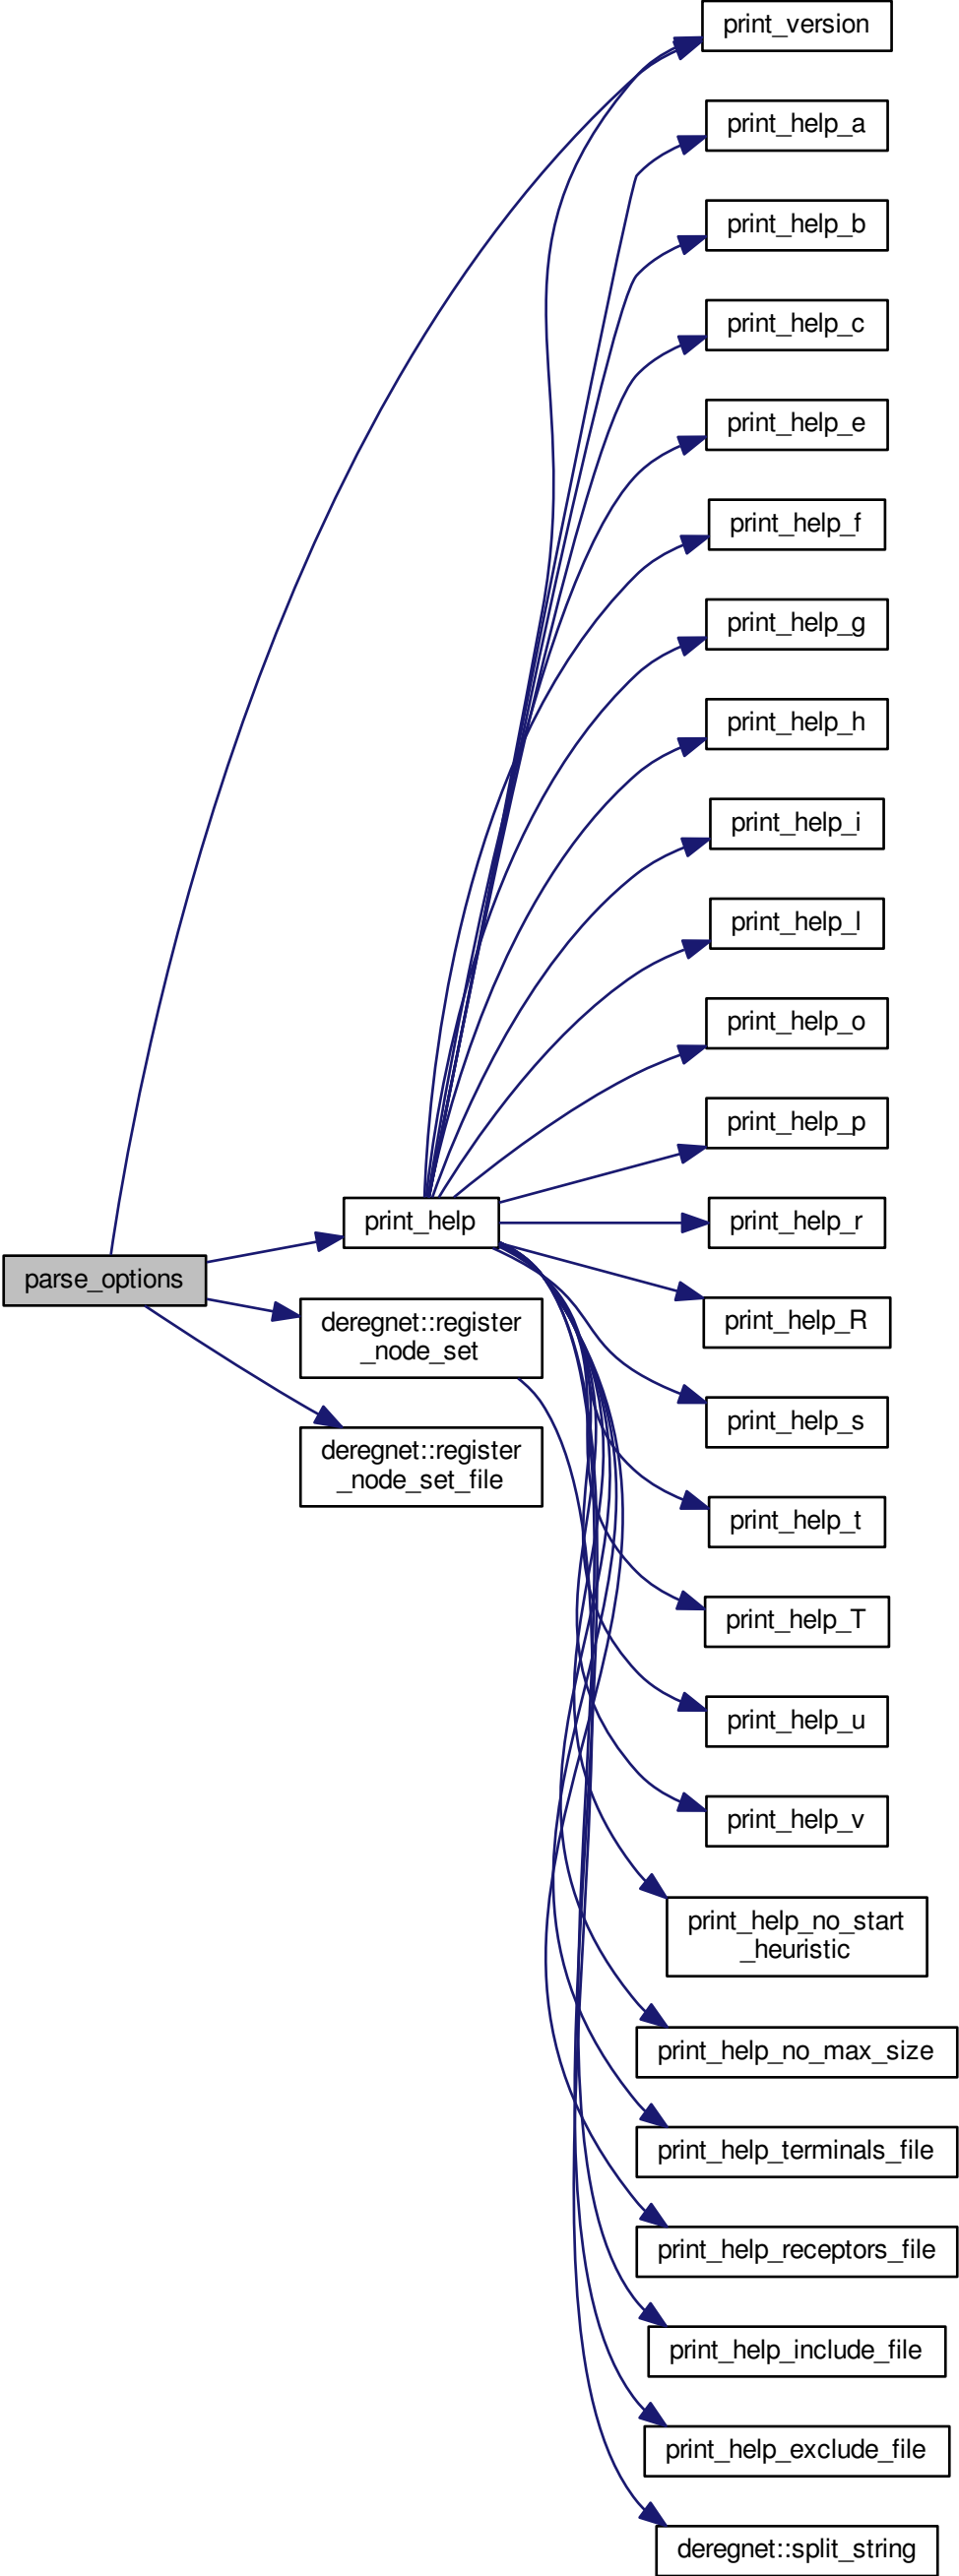 print_version
print_help_a
print_help_b
print_help_c
print_help_e
print_help_f
print_help_g
print_help_h
print_help_i
print_help_l
print_help_o
print_help_p
print_help
print_help_r
parse_options
deregnet::register
_node_set
print_help_R
print_help_s
deregnet::register
_node_set_file
print_help_t
print_help_T
print_help_u
print_help_v
print_help_no_start
_heuristic
print_help_no_max_size
print_help_terminals_file
print_help_receptors_file
print_help_include_file
print_help_exclude_file
deregnet::split_string